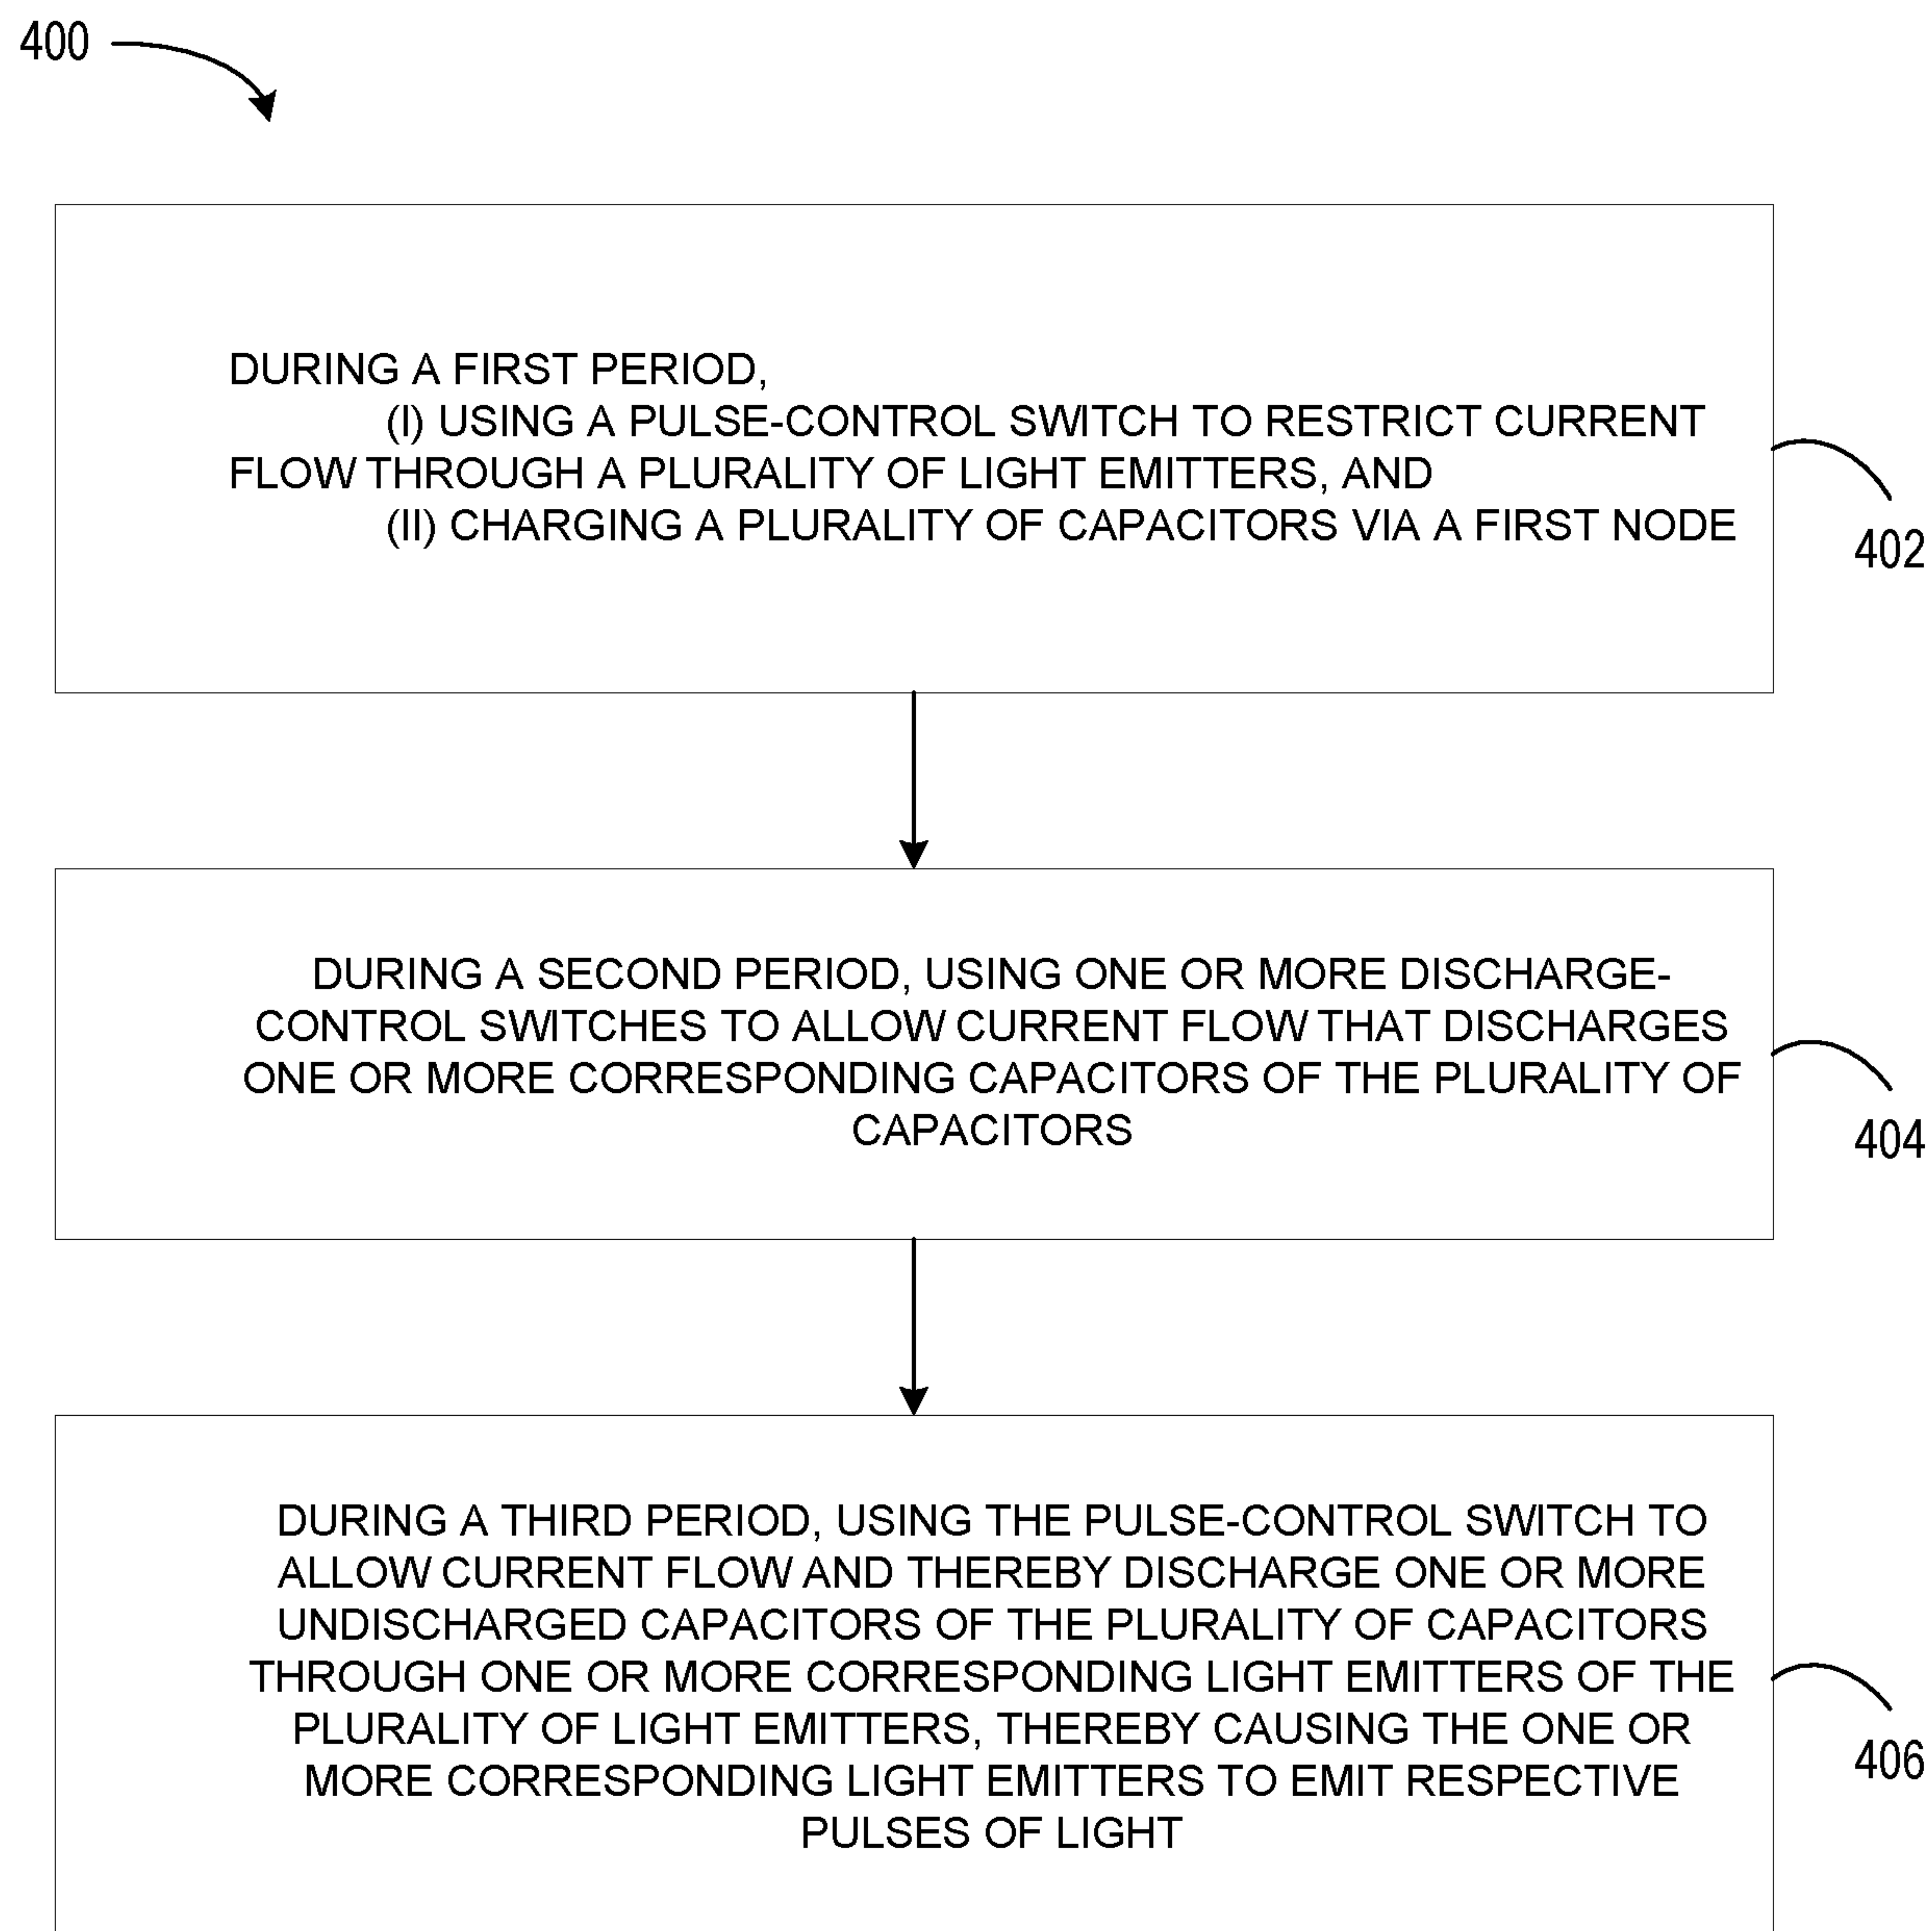 400
DURING A FIRST PERIOD,
(I) USING A PULSE-CONTROL SWITCH TO RESTRICT CURRENT
FLOW THROUGH A PLURALITY OF LIGHT EMITTERS, AND
(II) CHARGING A PLURALITY OF CAPACITORS VIA A FIRST NODE
402
DURING A SECOND PERIOD, USING ONE OR MORE DISCHARGE-
CONTROL SWITCHES TO ALLOW CURRENT FLOW THAT DISCHARGES
ONE OR MORE CORRESPONDING CAPACITORS OF THE PLURALITY OF
CAPACITORS
404
DURING A THIRD PERIOD, USING THE PULSE-CONTROL SWITCH TO
ALLOW CURRENT FLOW AND THEREBY DISCHARGE ONE OR MORE
UNDISCHARGED CAPACITORS OF THE PLURALITY OF CAPACITORS
THROUGH ONE OR MORE CORRESPONDING LIGHT EMITTERS OF THE
PLURALITY OF LIGHT EMITTERS, THEREBY CAUSING THE ONE OR
MORE CORRESPONDING LIGHT EMITTERS TO EMIT RESPECTIVE
PULSES OF LIGHT
406